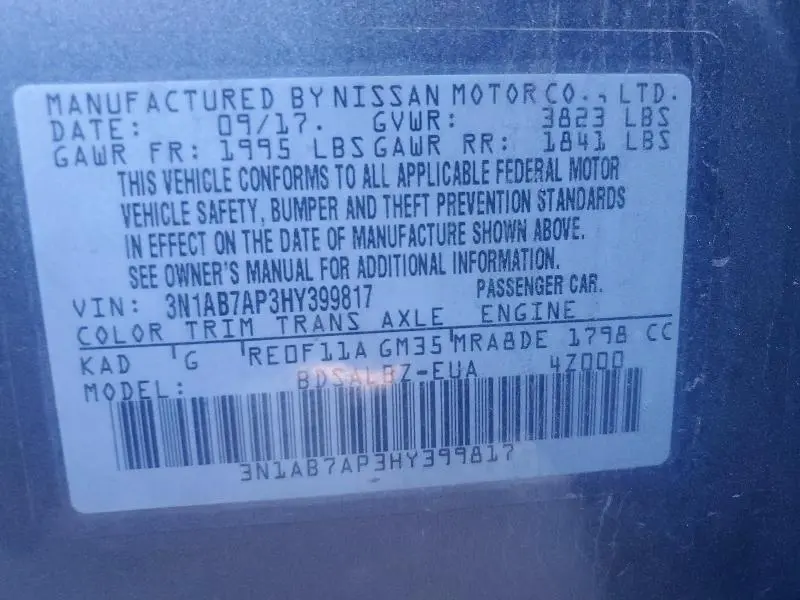 MANUFACTURED BY NISSAN MOTOR CO., LTD.
DATE: 09/17. GVWR: 3823 LBS
GAWR FR: 1995 LBS GAWR RR: 1841 LBS
THIS VEHICLE CONFORMS TO ALL APPLICABLE FEDERAL MOTOR
VEHICLE SAFETY, BUMPER AND THEFT PREVENTION STANDARDS
IN EFFECT ON THE DATE OF MANUFACTURE SHOWN ABOVE.
SEE OWNER'S MANUAL FOR ADDITIONAL INFORMATION.
VIN: 3N1AB7AP3HY399817 PASSENGER CAR.
COLOR TRIM TRANS AXLE ENGINE
KAD G RE0F11A GM35 MRA8DE 1798 CC
MODEL: BDSALBZ-EUA 4Z000
3N1AB7AP3HY399817